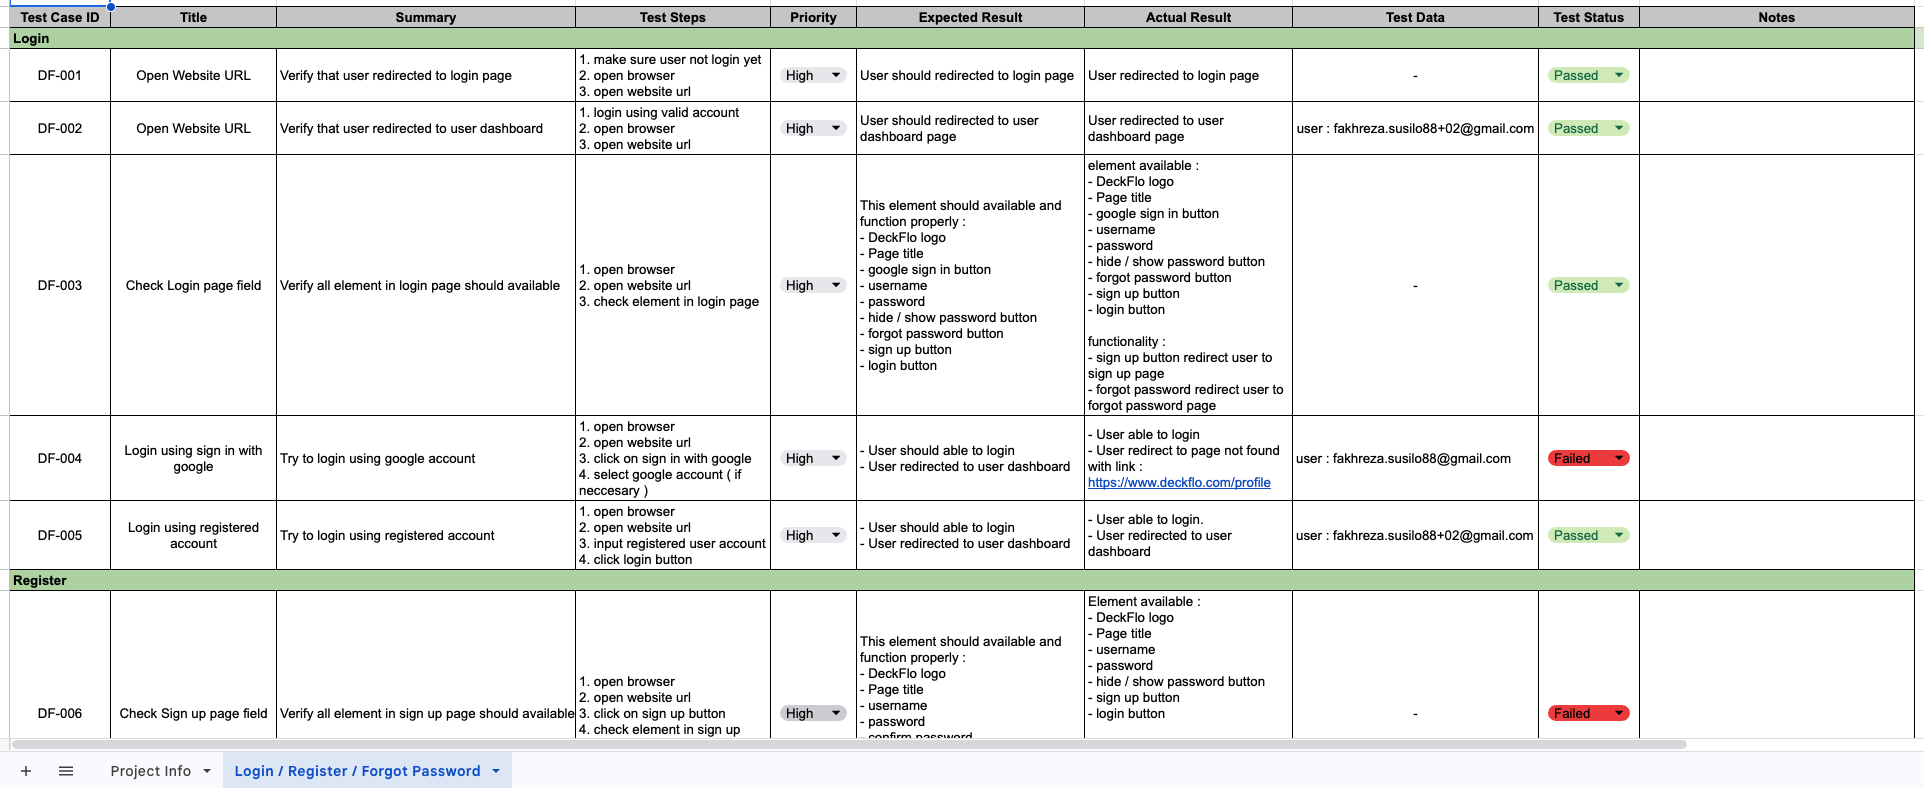 Test Case ID
Title
Summary
Test Steps
Priority
Expected Result
Actual Result
Test Data
Test Status
Notes
Login
DF-001
Open Website URL
Verify that user redirected to login page
1. make sure user not login yet
2. open browser
3. open website url
High
User should redirected to login page
User redirected to login page
-
Passed
DF-002
Open Website URL
Verify that user redirected to user dashboard
1. login using valid account
2. open browser
3. open website url
High
User should redirected to user
dashboard page
User redirected to user
dashboard page
user : fakhreza.susilo88+02@gmail.com
Passed
DF-003
Check Login page field
Verify all element in login page should available
1. open browser
2. open website url
3. check element in login page
High
This element should available and
function properly :
- DeckFlo logo
- Page title
- google sign in button
- username
- password
- hide / show password button
- forgot password button
- sign up button
- login button
element available :
- DeckFlo logo
- Page title
- google sign in button
- username
- password
- hide / show password button
- forgot password button
- sign up button
- login button
functionality :
- sign up button redirect user to
sign up page
- forgot password redirect user to
forgot password page
-
Passed
DF-004
Login using sign in with
google
Try to login using google account
1. open browser
2. open website url
3. click on sign in with google
4. select google account ( if
neccesary )
High
- User should able to login
- User redirected to user dashboard
- User able to login
- User redirect to page not found
with link :
https://www.deckflo.com/profile
user : fakhreza.susilo88@gmail.com
Failed
DF-005
Login using registered
account
Try to login using registered account
1. open browser
2. open website url
3. input registered user account
4. click login button
High
- User should able to login
- User redirected to user dashboard
- User able to login.
- User redirected to user
dashboard
user : fakhreza.susilo88+02@gmail.com
Passed
Register
DF-006
Check Sign up page field
Verify all element in sign up page should available
1. open browser
2. open website url
3. click on sign up button
4. check element in sign up
High
This element should available and
function properly :
- DeckFlo logo
- Page title
- username
- password
- confirm password
Element available :
- DeckFlo logo
- Page title
- username
- password
- hide / show password button
- sign up button
- login button
-
Failed
Project Info
Login / Register / Forgot Password